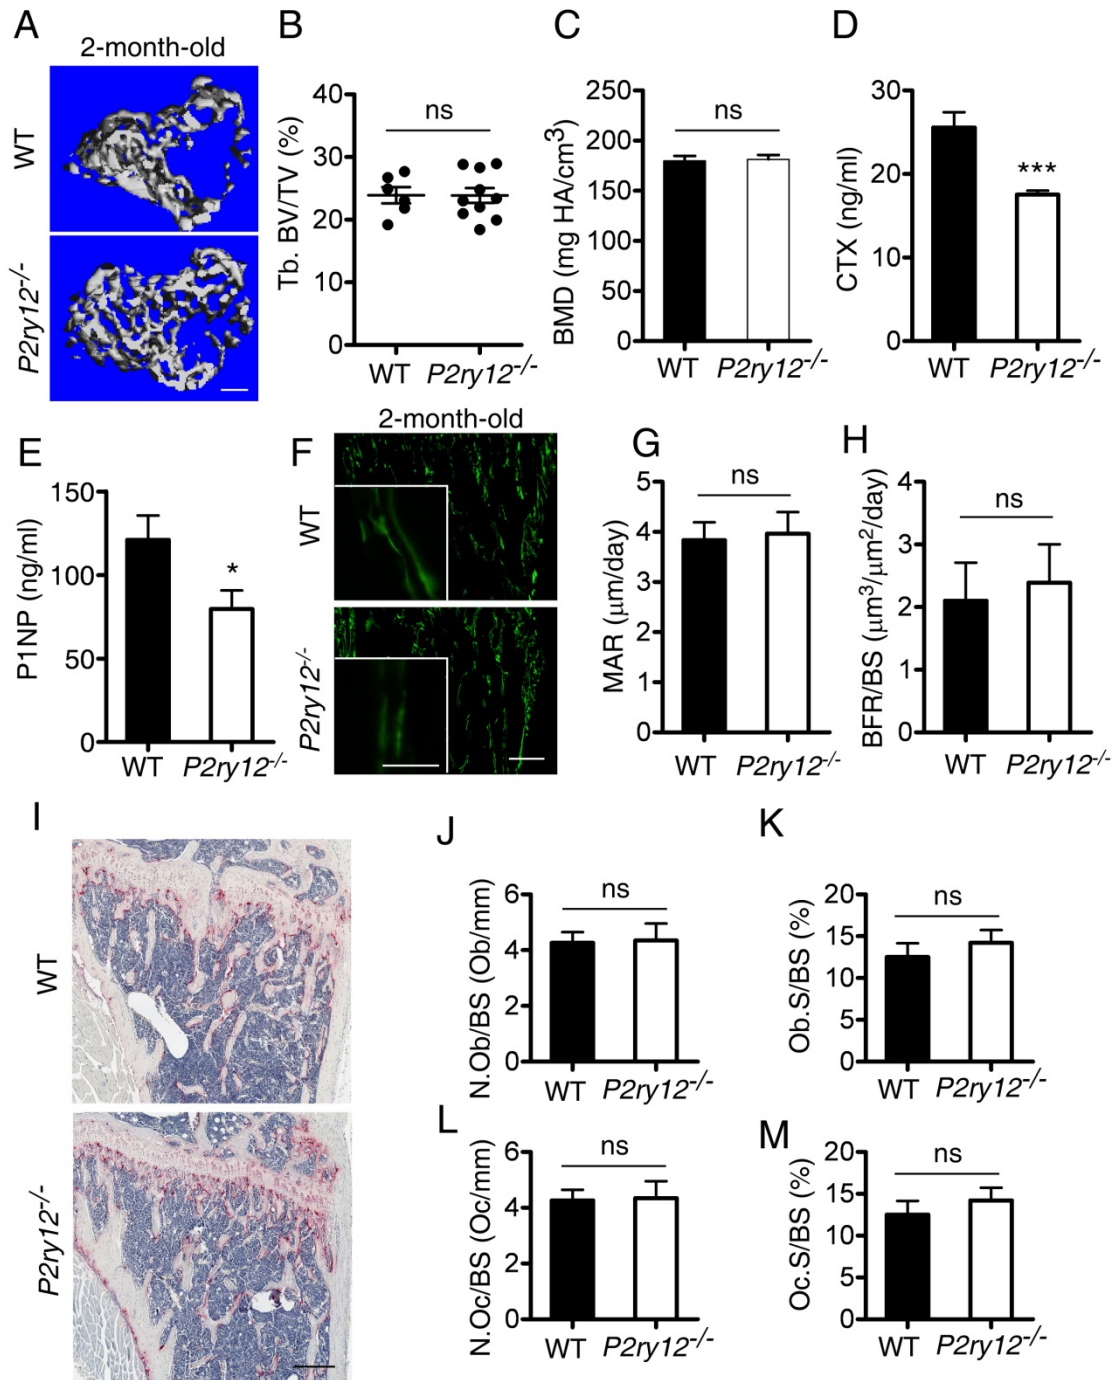 A
2-month-old
WT
P2ry12-/-
B
40
30
20
10
0
Tb. BV/TV (%)
ns
WT
P2ry12-/-
C
250
200
150
100
50
0
BMD (mg HA/cm3
ns
WT
P2ry12-/-
D
30
20
10
0
CTX (ng/ml)
***
WT
P2ry12-/-
E
150
100
50
0
P1NP (ng/ml)
*
WT
P2ry12-/-
F
2-month-old
WT
P2ry12-/-
G
5
4
3
2
1
0
MAR (μm/day)
ns
WT
P2ry12-/-
H
4
3
2
1
0
BFR/BS (μm3/μm2/day)
ns
WT
P2ry12-/-
I
WT
P2ry12-/-
J
6
4
2
0
N.Ob/BS (Ob/mm)
ns
WT
P2ry12-/-
K
20
15
10
5
0
Ob.S/BS (%)
ns
WT
P2ry12-/-
L
6
4
2
0
N.Oc/BS (Oc/mm)
ns
WT
P2ry12-/-
M
20
15
10
5
0
Oc.S/BS (%)
ns
WT
P2ry12-/-